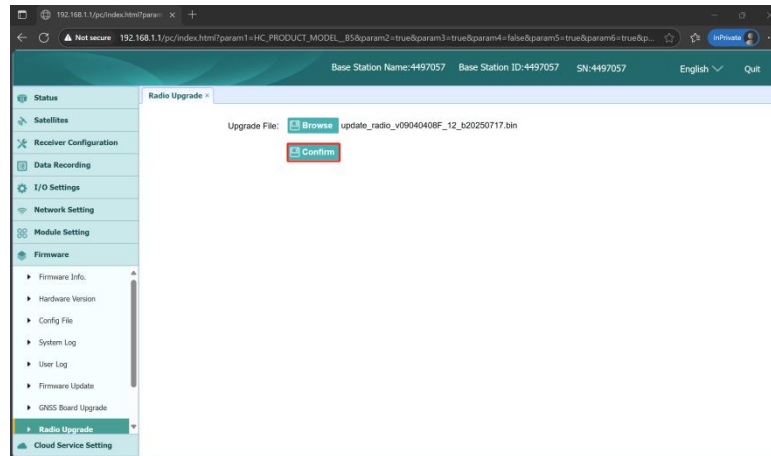 192.168.1.1/pc/index.html?param
Not secure 192.168.1.1/pc/index.html?param1=HC_PRODUCT_MODEL__B5&param2=true&param3=true&param4=false&param5=true&param6=true&p...
InPrivate
Base Station Name:4497057 Base Station ID:4497057 SN:4497057 English Quit
Status
Satellites
Receiver Configuration
Data Recording
I/O Settings
Network Setting
Module Setting
Firmware
Firmware Info.
Hardware Version
Config File
System Log
User Log
Firmware Update
GNSS Board Upgrade
Radio Upgrade
Cloud Service Setting
Radio Upgrade ×
Upgrade File: Browse update_radio_v09040408F_12_b20250717.bin
Confirm